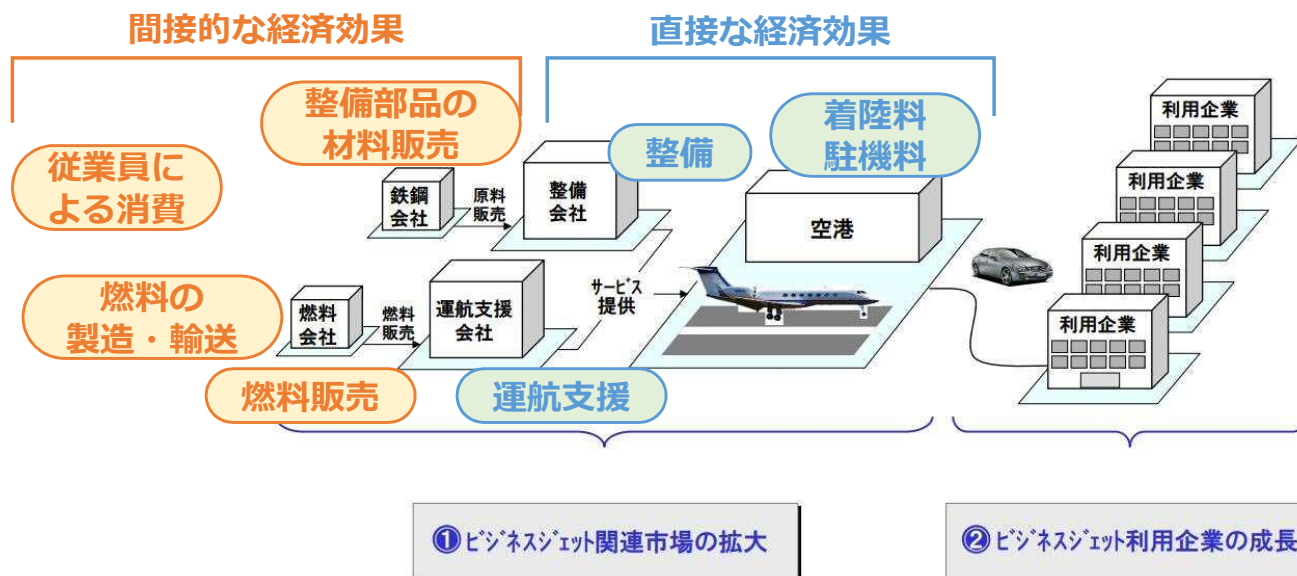 間接的な経済効果
直接な経済効果
整備部品の
材料販売
着陸料
駐機料
整備
従業員に
よる消費
利用企業
利用企業
利用企業
利用企業
鉄鋼
会社
原料
販売
整備
会社
空港
燃料の
製造・輸送
燃料
会社
燃料
販売
運航支援
会社
ｻｰﾋﾞｽ
提供
燃料販売
運航支援
①ﾋﾞｼﾞﾈｽｼﾞｪｯﾄ関連市場の拡大
②ﾋﾞｼﾞﾈｽｼﾞｪｯﾄ利用企業の成長